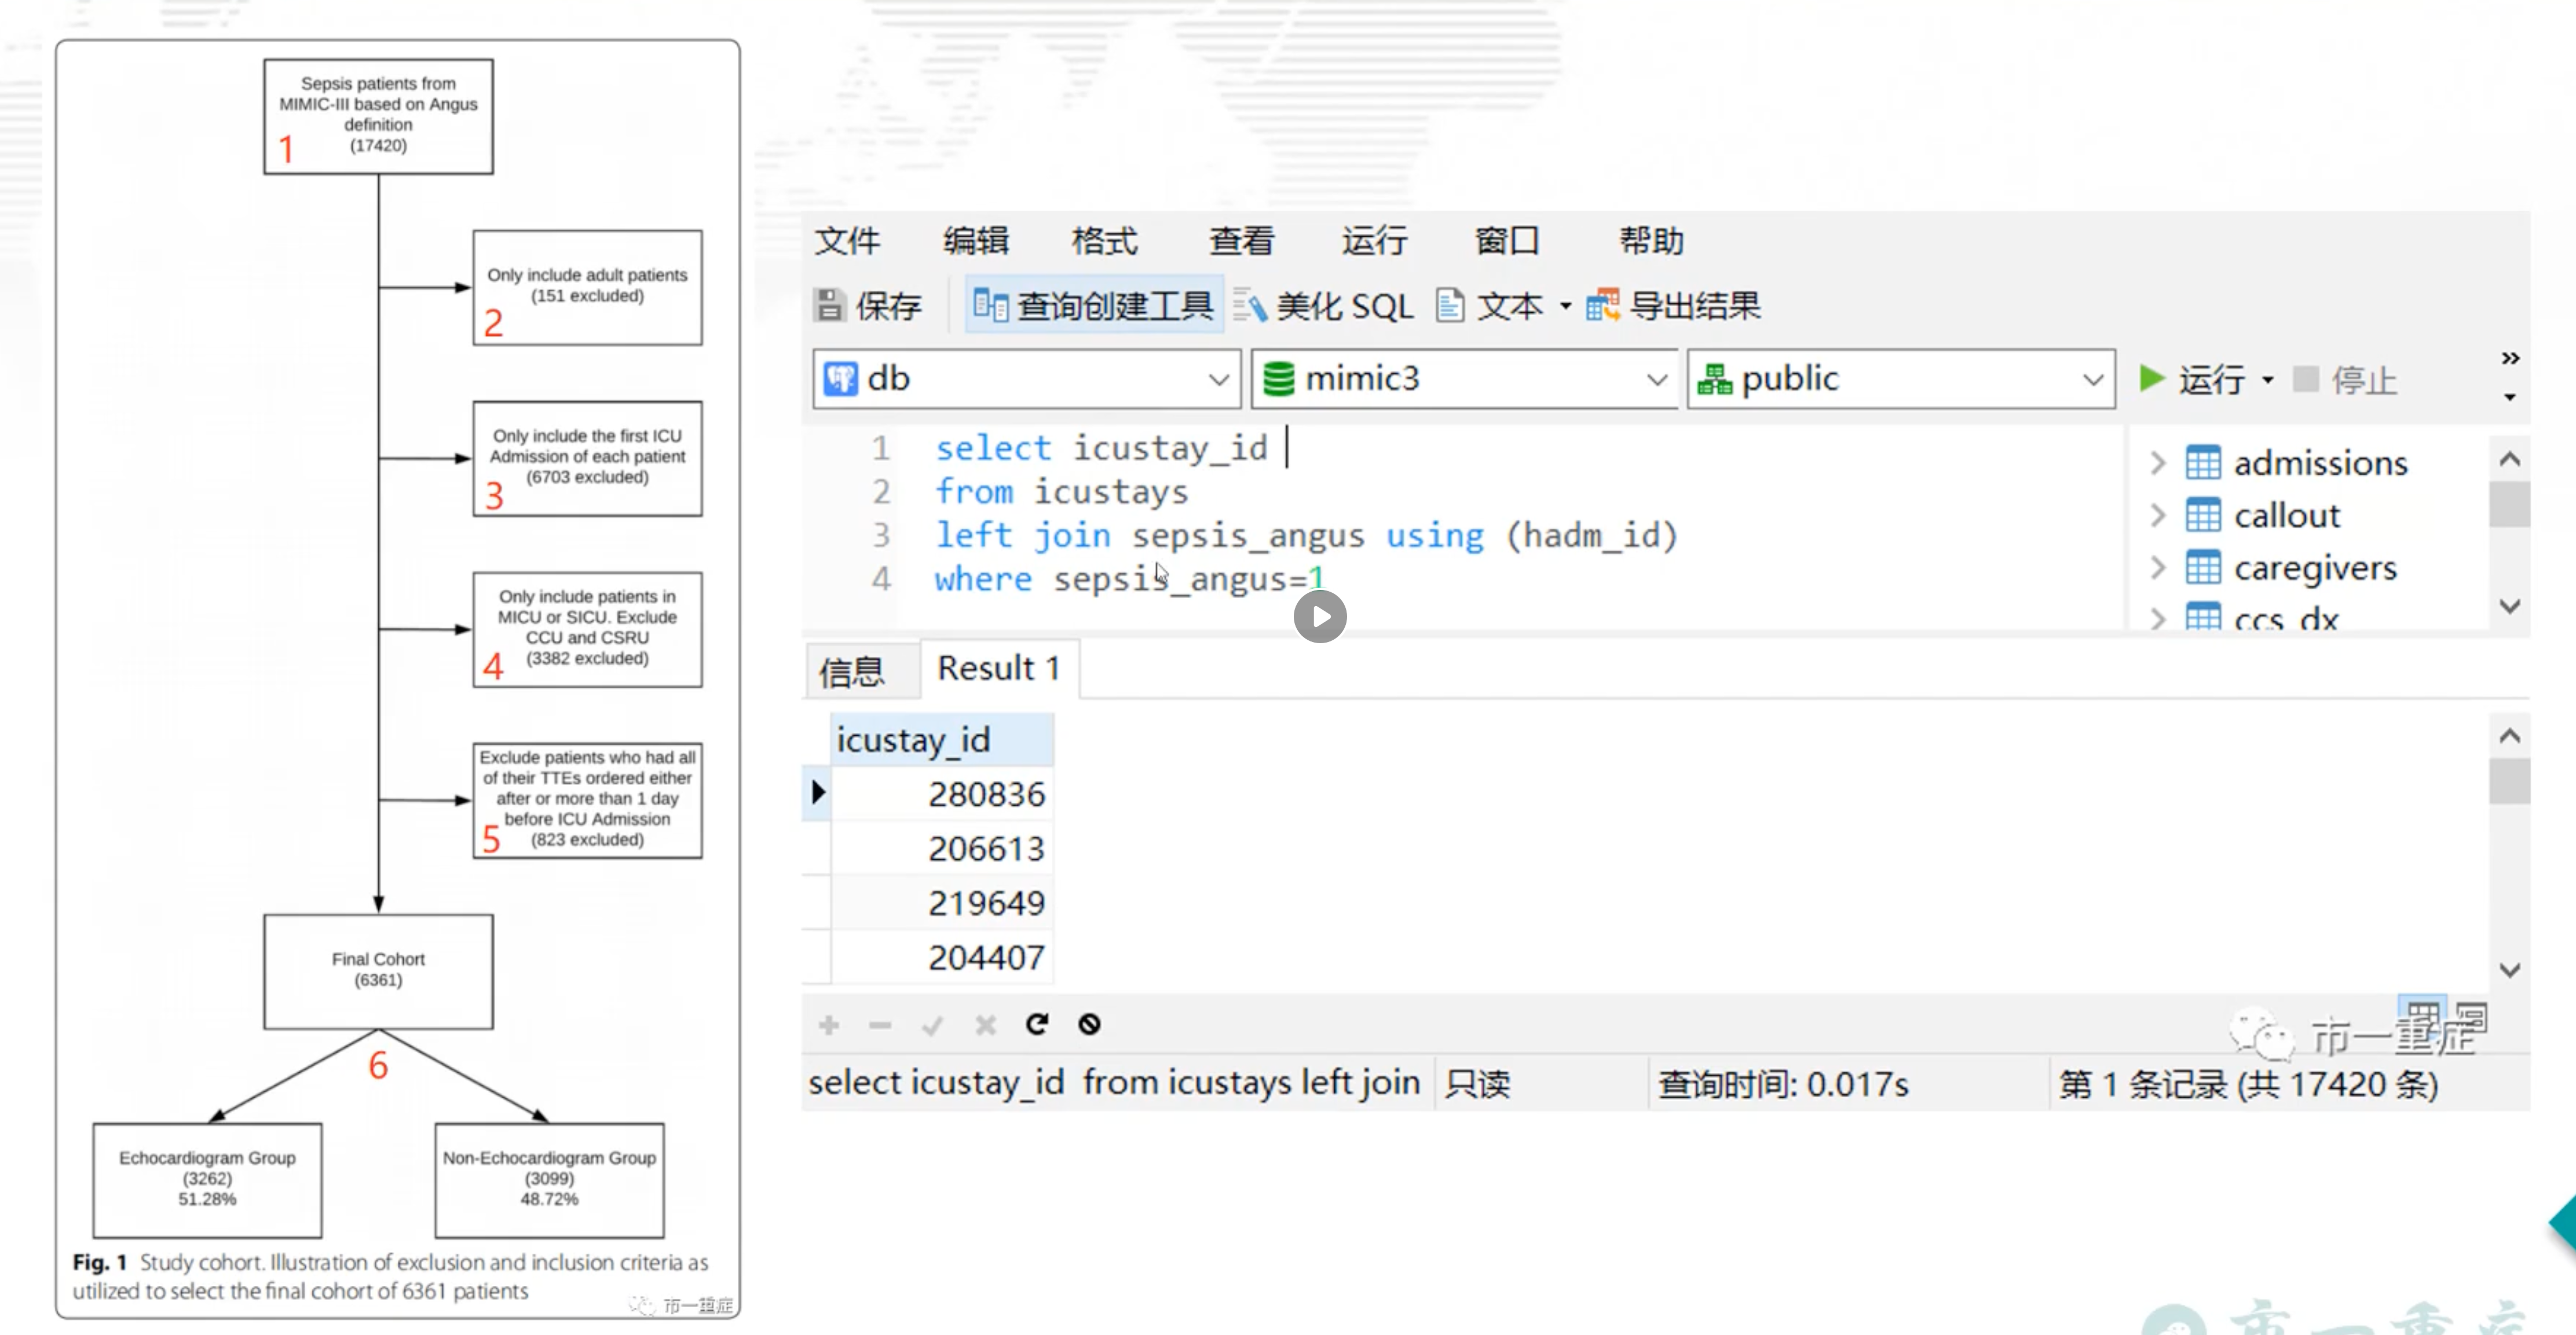 Sepsis patients from
MIMIC-III based on Angus
definition
(17420)
1
Only include adult patients
(151 excluded)
2
Only include the first ICU
Admission of each patient
(6703 excluded)
3
Only include patients in
MICU or SICU. Exclude
CCU and CSRU
(3382 excluded)
4
Exclude patients who had all
of their TTEs ordered either
after or more than 1 day
before ICU Admission
(823 excluded)
5
Final Cohort
(6361)
6
Echocardiogram Group
(3262)
51.28%
Non-Echocardiogram Group
(3099)
48.72%
Fig. 1 Study cohort. Illustration of exclusion and inclusion criteria as
utilized to select the final cohort of 6361 patients
市一重症
文件 编辑 格式 查看 运行 窗口 帮助
保存 查询创建工具 美化 SQL 文本 导出结果
db mimic3 public 运行 停止
1 select icustay_id
2 from icustays
3 left join sepsis_angus using (hadm_id)
4 where sepsis_angus=1
admissions
callout
caregivers
ccs_dx
信息 Result 1
icustay_id
280836
206613
219649
204407
市一重症
select icustay_id from icustays left join 只读 查询时间: 0.017s 第 1 条记录 (共 17420 条)
市一重症